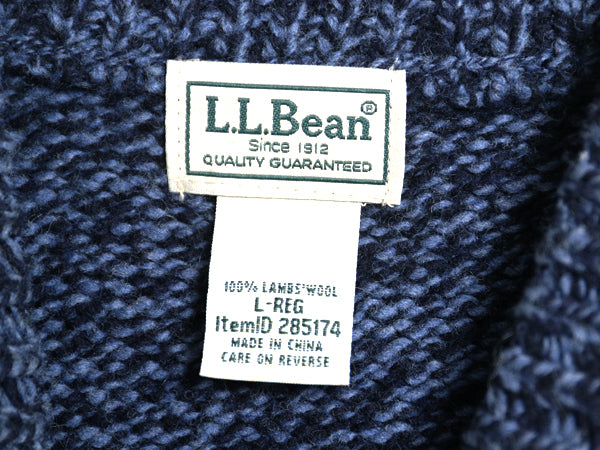 L.L.Bean®
Since 1912
QUALITY GUARANTEED
100% LAMBS' WOOL
L-REG
ItemID 285174
MADE IN CHINA
CARE ON REVERSE